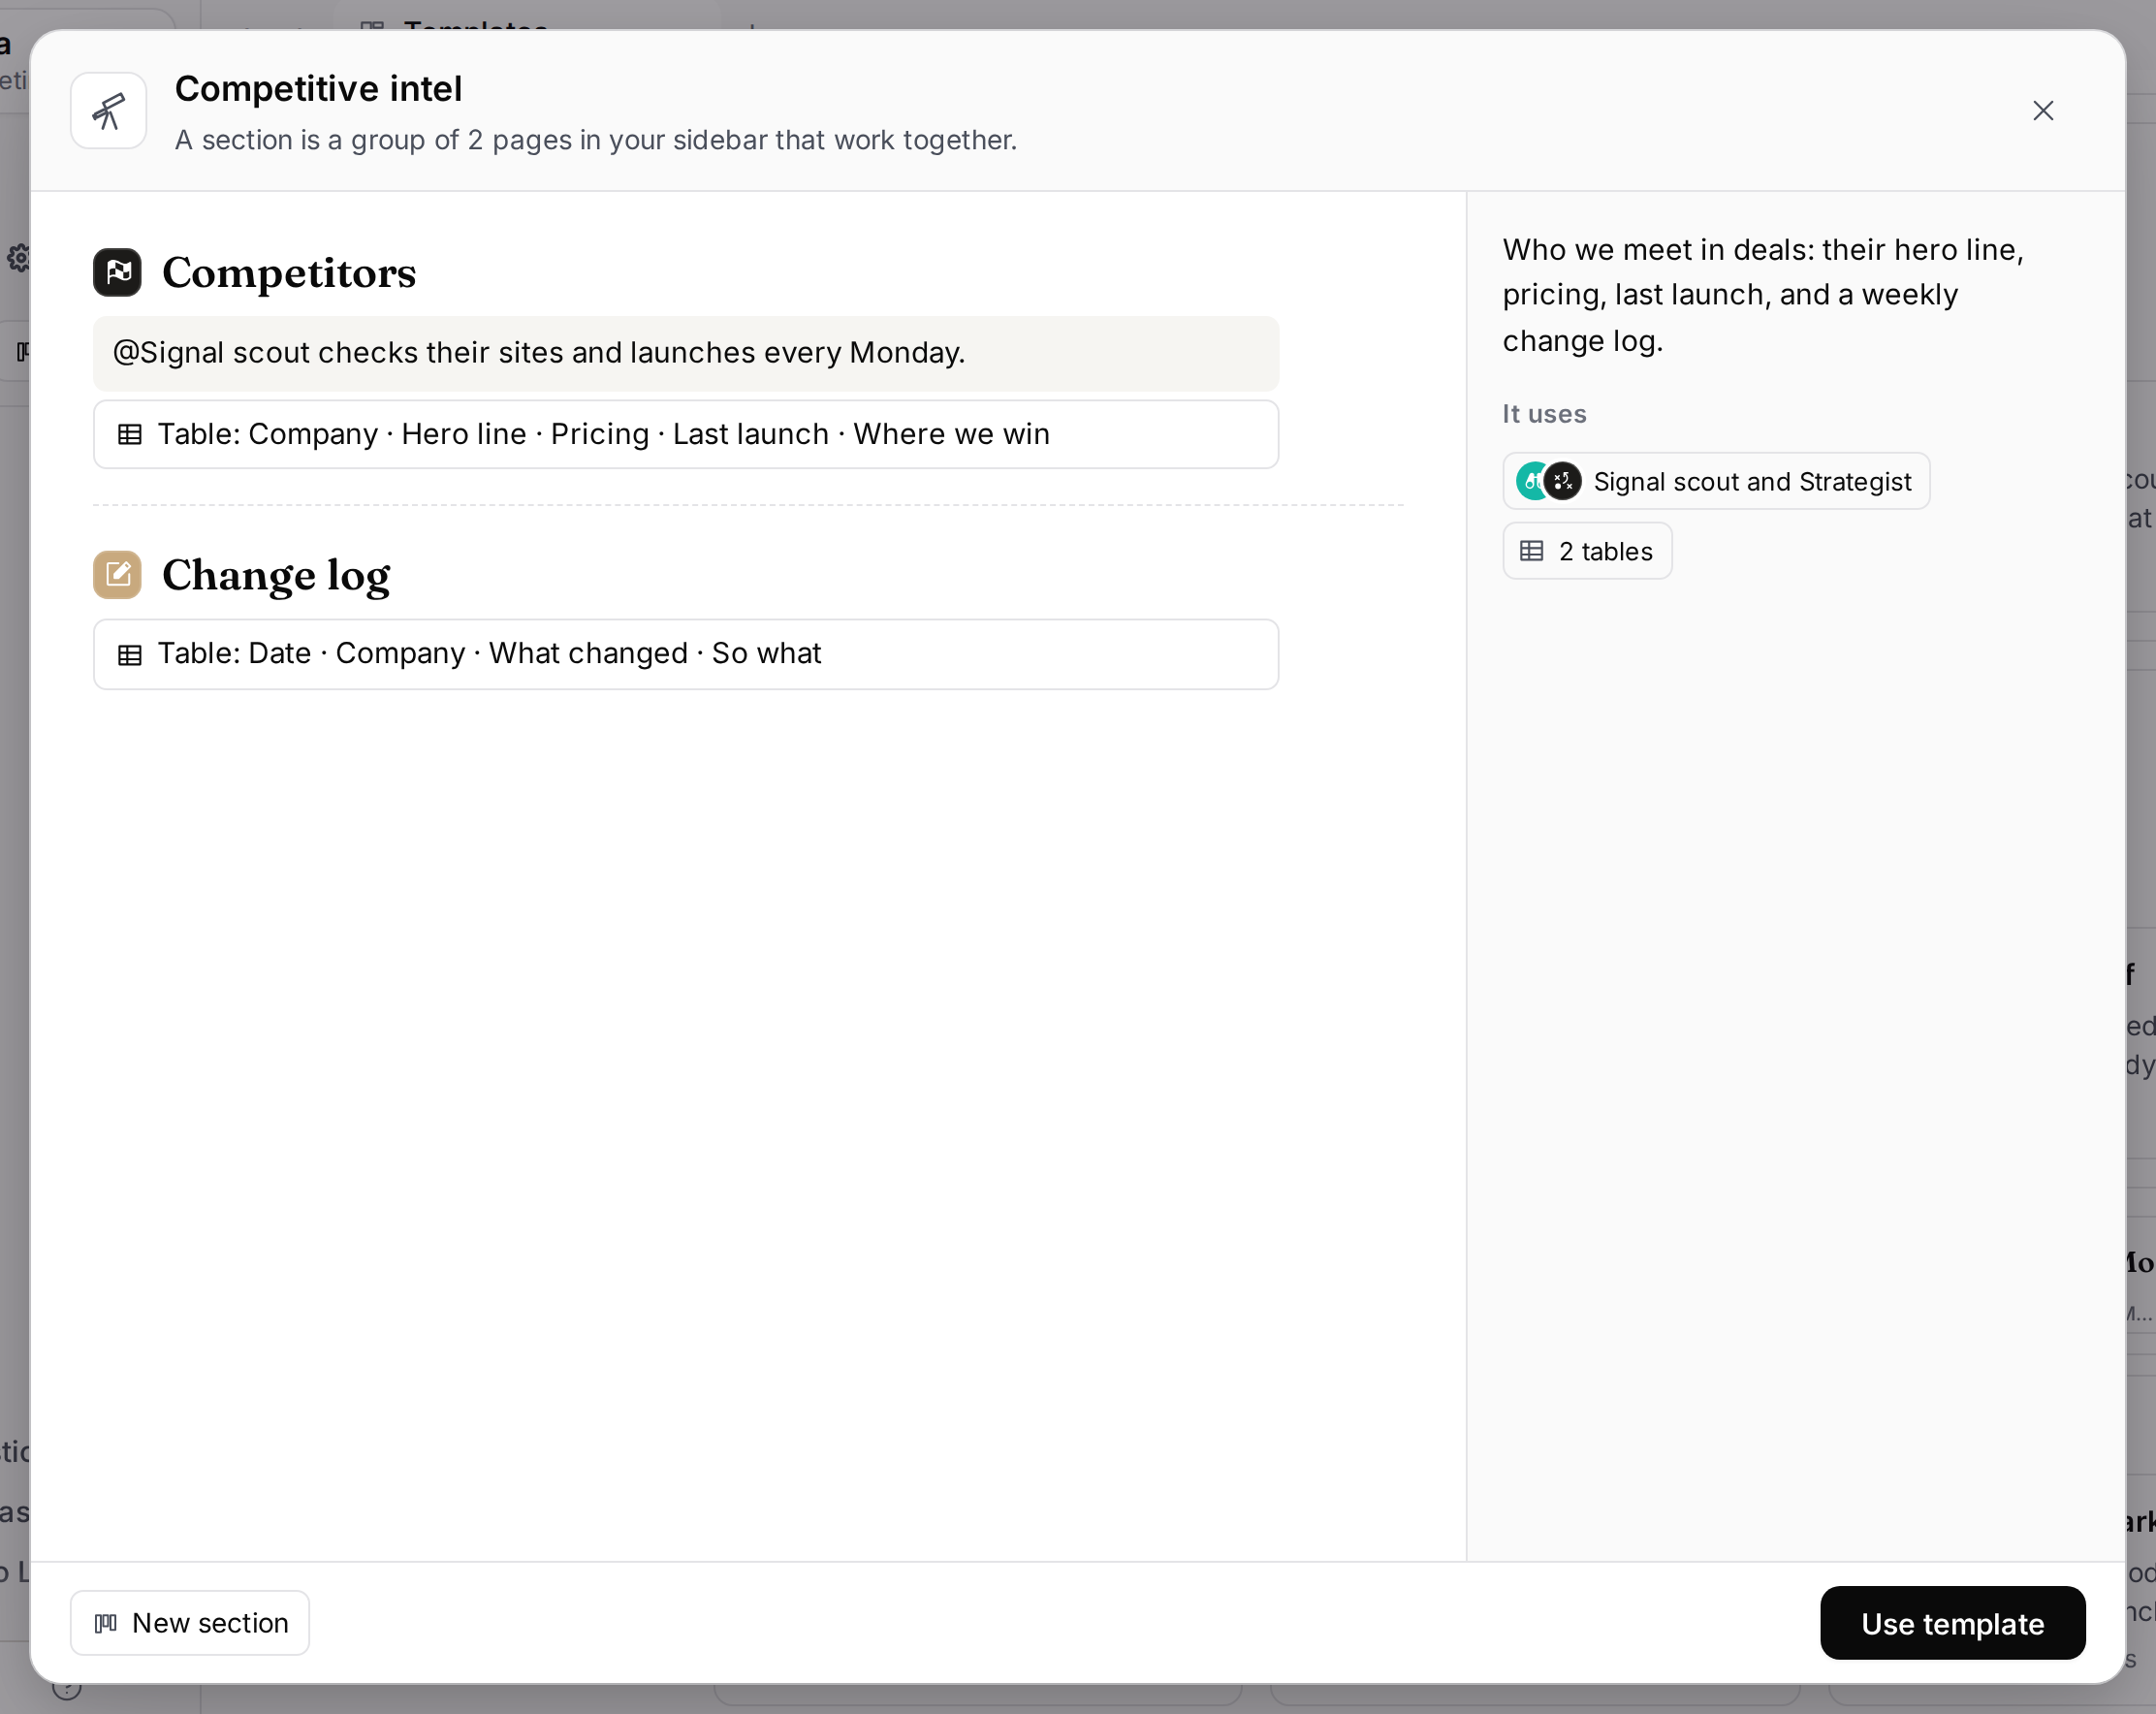 Templates
Competitive intel
A section is a group of 2 pages in your sidebar that work together.
Competitors
@Signal scout checks their sites and launches every Monday.
Table: Company · Hero line · Pricing · Last launch · Where we win
Change log
Table: Date · Company · What changed · So what
Who we meet in deals: their hero line,
pricing, last launch, and a weekly
change log.
It uses
Signal scout and Strategist
2 tables
New section
Use template